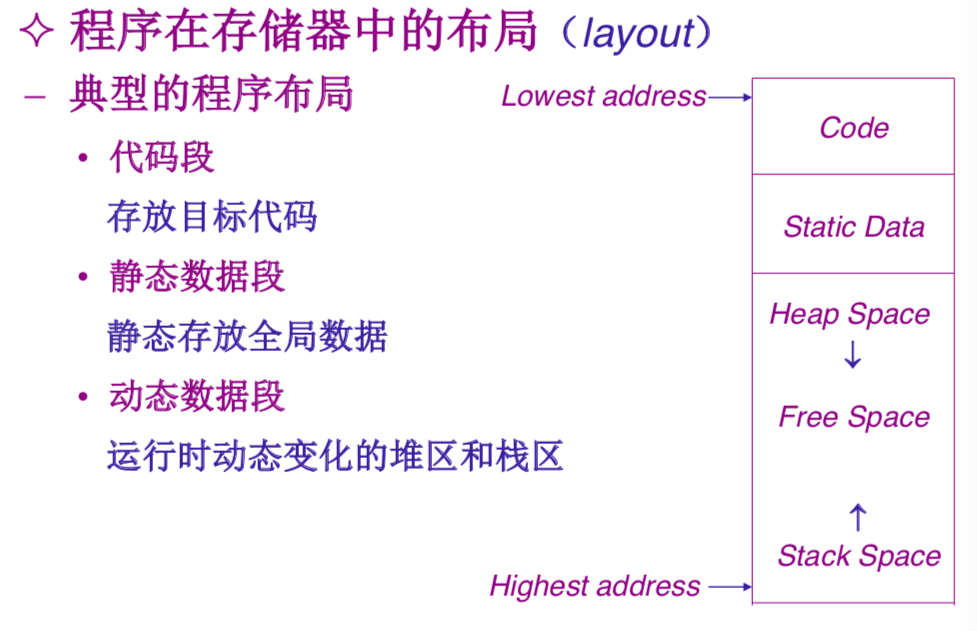 ✧ 程序在存储器中的布局（layout）
– 典型的程序布局
• 代码段
存放目标代码
• 静态数据段
静态存放全局数据
• 动态数据段
运行时动态变化的堆区和栈区
Lowest address
Code
Static Data
Heap Space
↓
Free Space
↑
Stack Space
Highest address